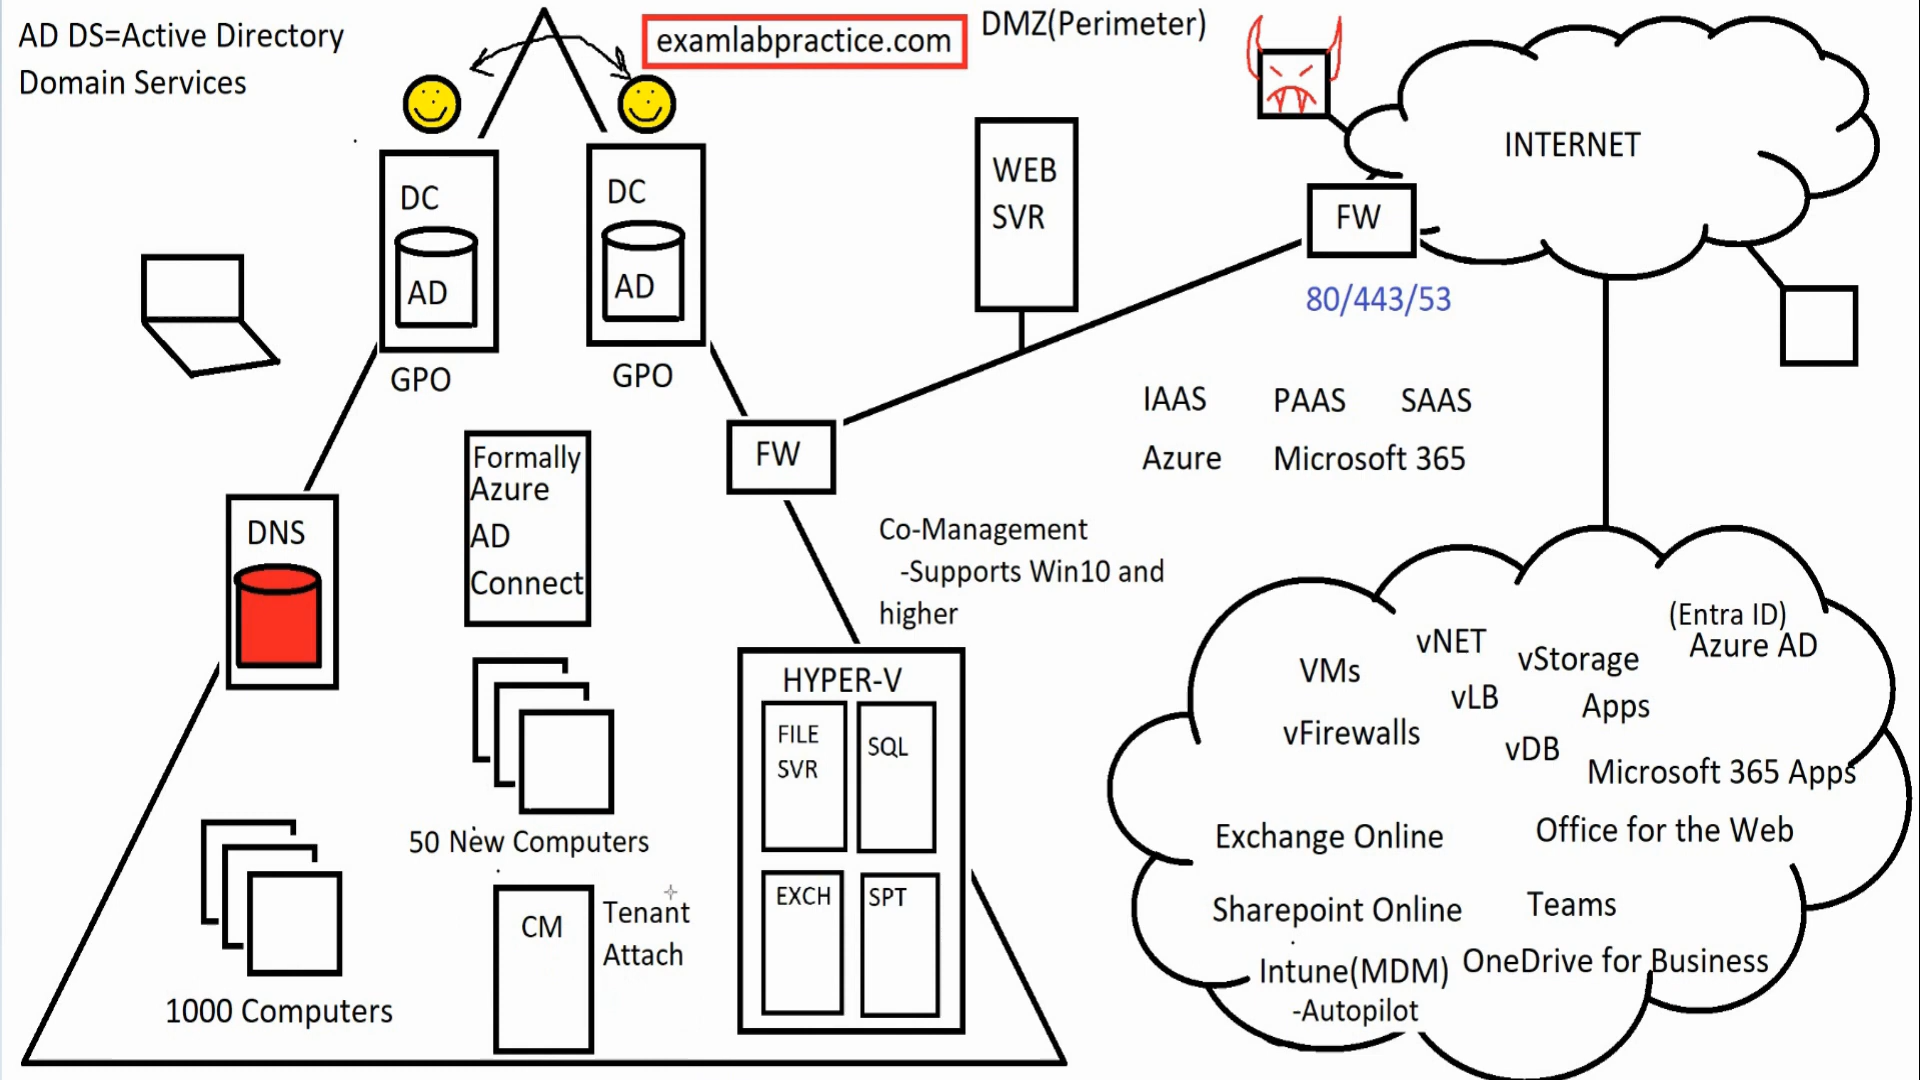 AD DS=Active Directory
Domain Services
examlabpractice.com
DMZ(Perimeter)
DC
AD
GPO
DC
AD
GPO
WEB
SVR
INTERNET
FW
80/443/53
IAAS PAAS SAAS
Azure Microsoft 365
FW
DNS
Formally
Azure
AD
Connect
Co-Management
-Supports Win10 and
higher
50 New Computers
1000 Computers
CM
Tenant
Attach
HYPER-V
FILE
SVR
SQL
EXCH
SPT
(Entra ID)
Azure AD
vNET
vStorage
VMs
vLB
Apps
vFirewalls
vDB
Microsoft 365 Apps
Exchange Online
Office for the Web
Sharepoint Online
Teams
Intune(MDM)
-Autopilot
OneDrive for Business